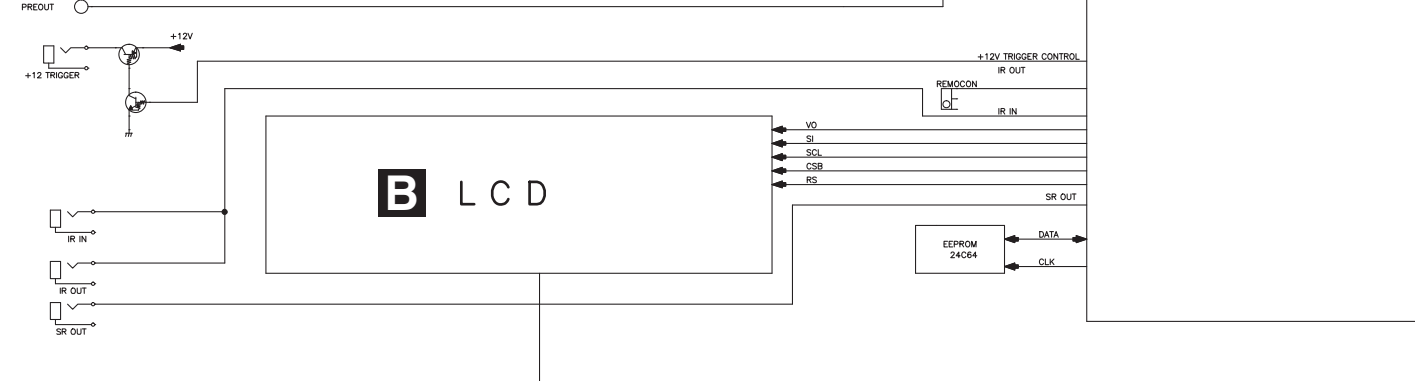 PREOUT
+12V
+12 TRIGGER
+12V TRIGGER CONTROL
IR OUT
REMOCON
IR IN
VO
SI
SCL
CSB
RS
B LCD
SR OUT
IR IN
EEPROM
24C64
DATA
CLK
IR OUT
SR OUT